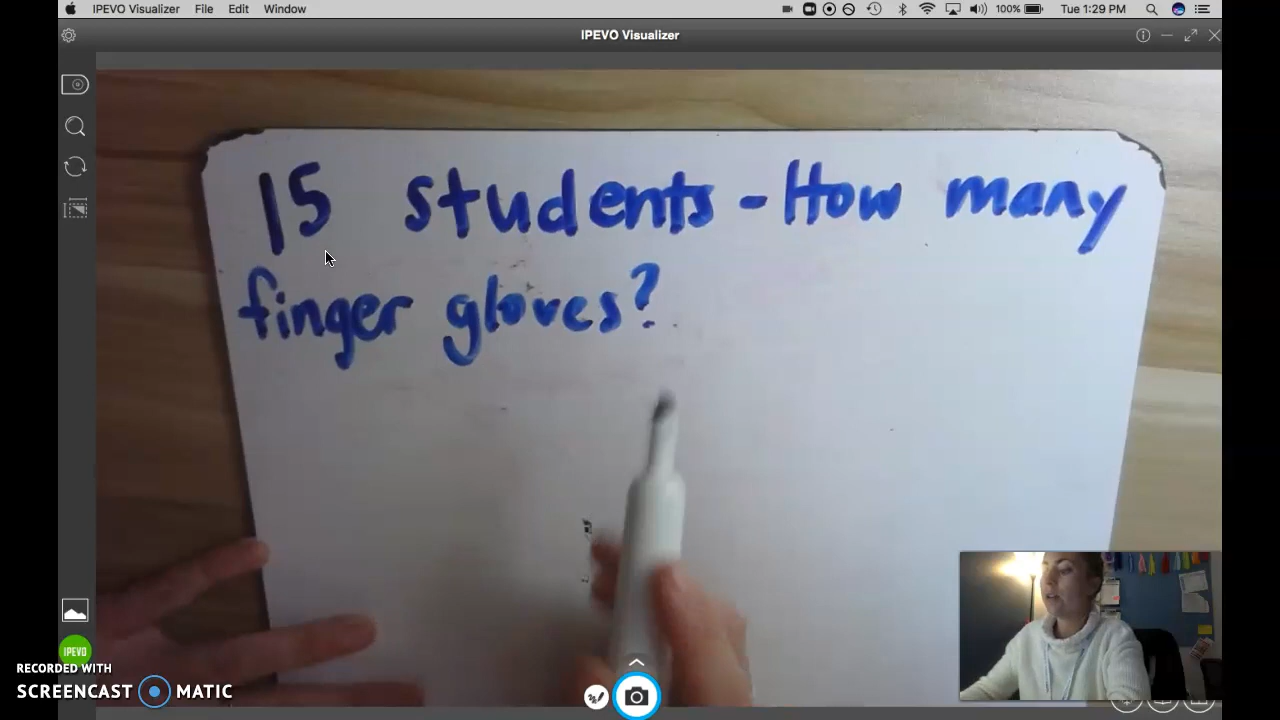 IPEVO Visualizer File Edit Window 100% Tue 1:29 PM
IPEVO Visualizer
15 students - How many
finger gloves?
IPEVO
RECORDED WITH
SCREENCAST MATIC